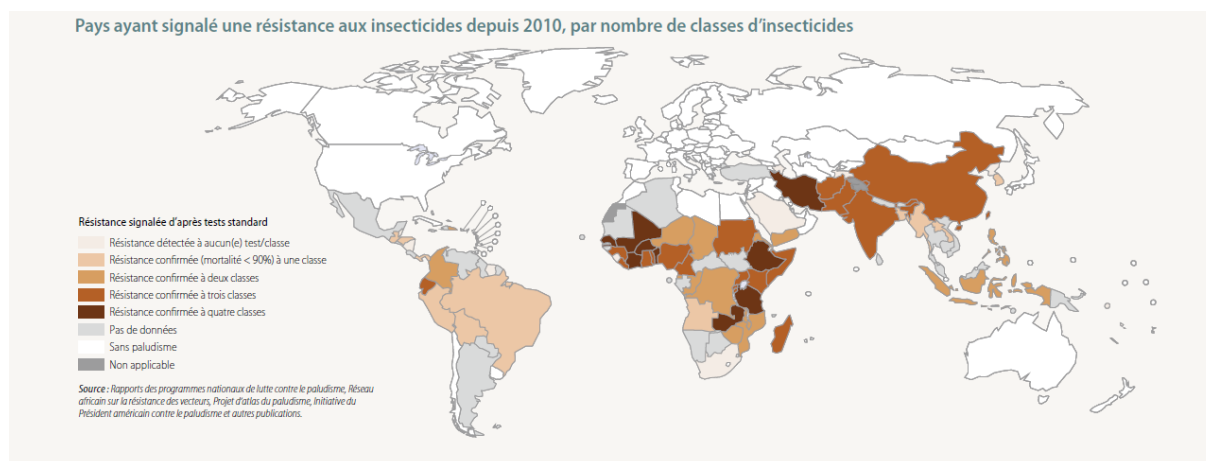 Pays ayant signalé une résistance aux insecticides depuis 2010, par nombre de classes d’insecticides
Résistance signalée d’après tests standard
Résistance détectée à aucun(e) test/classe
Résistance confirmée (mortalité < 90%) à une classe
Résistance confirmée à deux classes
Résistance confirmée à trois classes
Résistance confirmée à quatre classes
Pas de données
Sans paludisme
Non applicable
Source : Rapports des programmes nationaux de lutte contre le paludisme, Réseau
africain sur la résistance des vecteurs, Projet d’atlas du paludisme, Initiative du
Président américain contre le paludisme et autres publications.